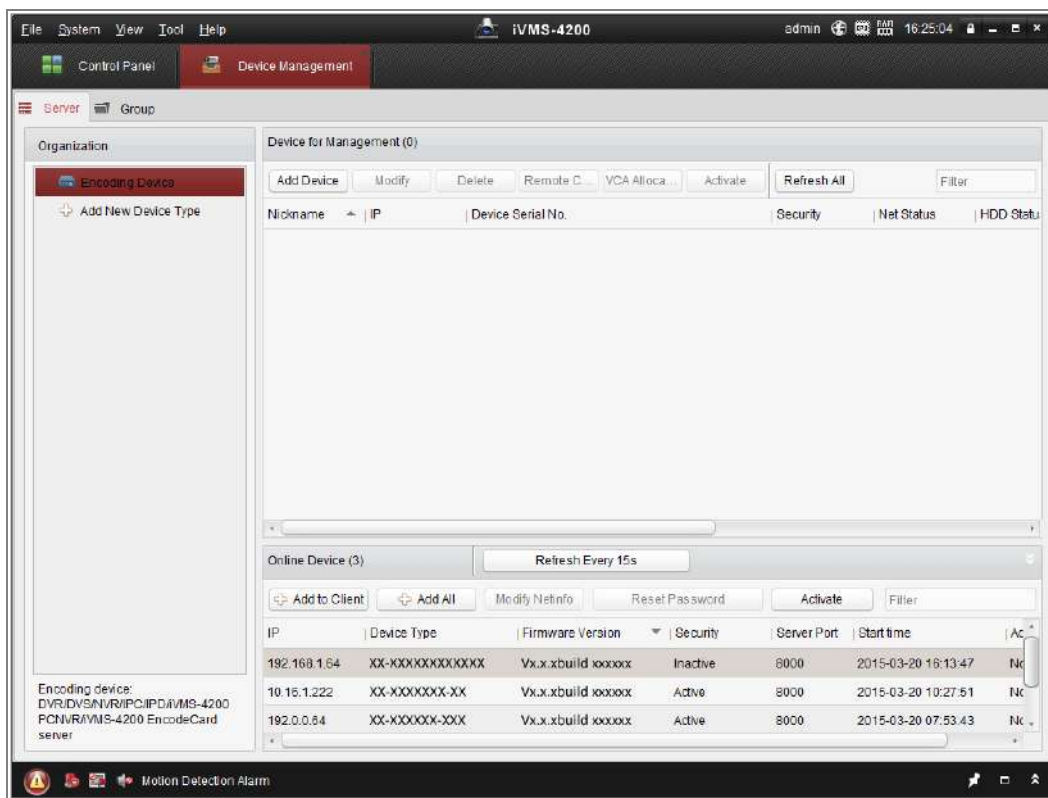 File System View Tool Help iVMS-4200 admin 16:25:04
Control Panel Device Management
Server Group
Organization
Encoding Device
Add New Device Type
Encoding device:
DVR/DVS/NVR/IPC/IPD/iVMS-4200
PCNVR/iVMS-4200 EncodeCard
server
Device for Management (0)
Add Device Modify Delete Remote C... VCA Alloca... Activate Refresh All Filter
Nickname IP Device Serial No. Security Net Status HDD Statu
Online Device (3) Refresh Every 15s
Add to Client Add All Modify Netinfo Reset Password Activate Filter
IP Device Type Firmware Version Security Server Port Start time Ac
192.168.1.64 XX-XXXXXXXXXXXX Vx.x.xbuild xxxxxx Inactive 8000 2015-03-20 16:13:47 No
10.16.1.222 XX-XXXXXXX-XX Vx.x.xbuild xxxxxx Active 8000 2015-03-20 10:27:51 Nc
192.0.0.64 XX-XXXXXX-XXX Vx.x.xbuild xxxxxx Active 8000 2015-03-20 07:53:43 Nc
Motion Detection Alarm